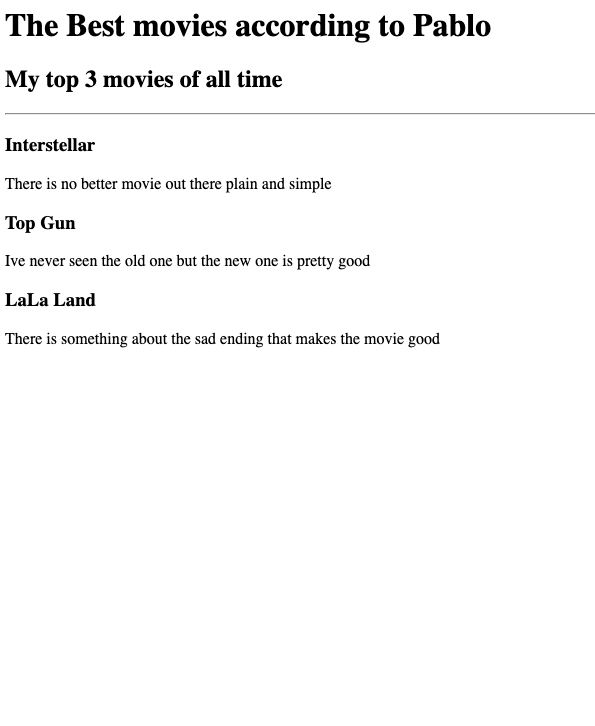 The Best movies according to Pablo
My top 3 movies of all time
Interstellar
There is no better movie out there plain and simple
Top Gun
Ive never seen the old one but the new one is pretty good
LaLa Land
There is something about the sad ending that makes the movie good